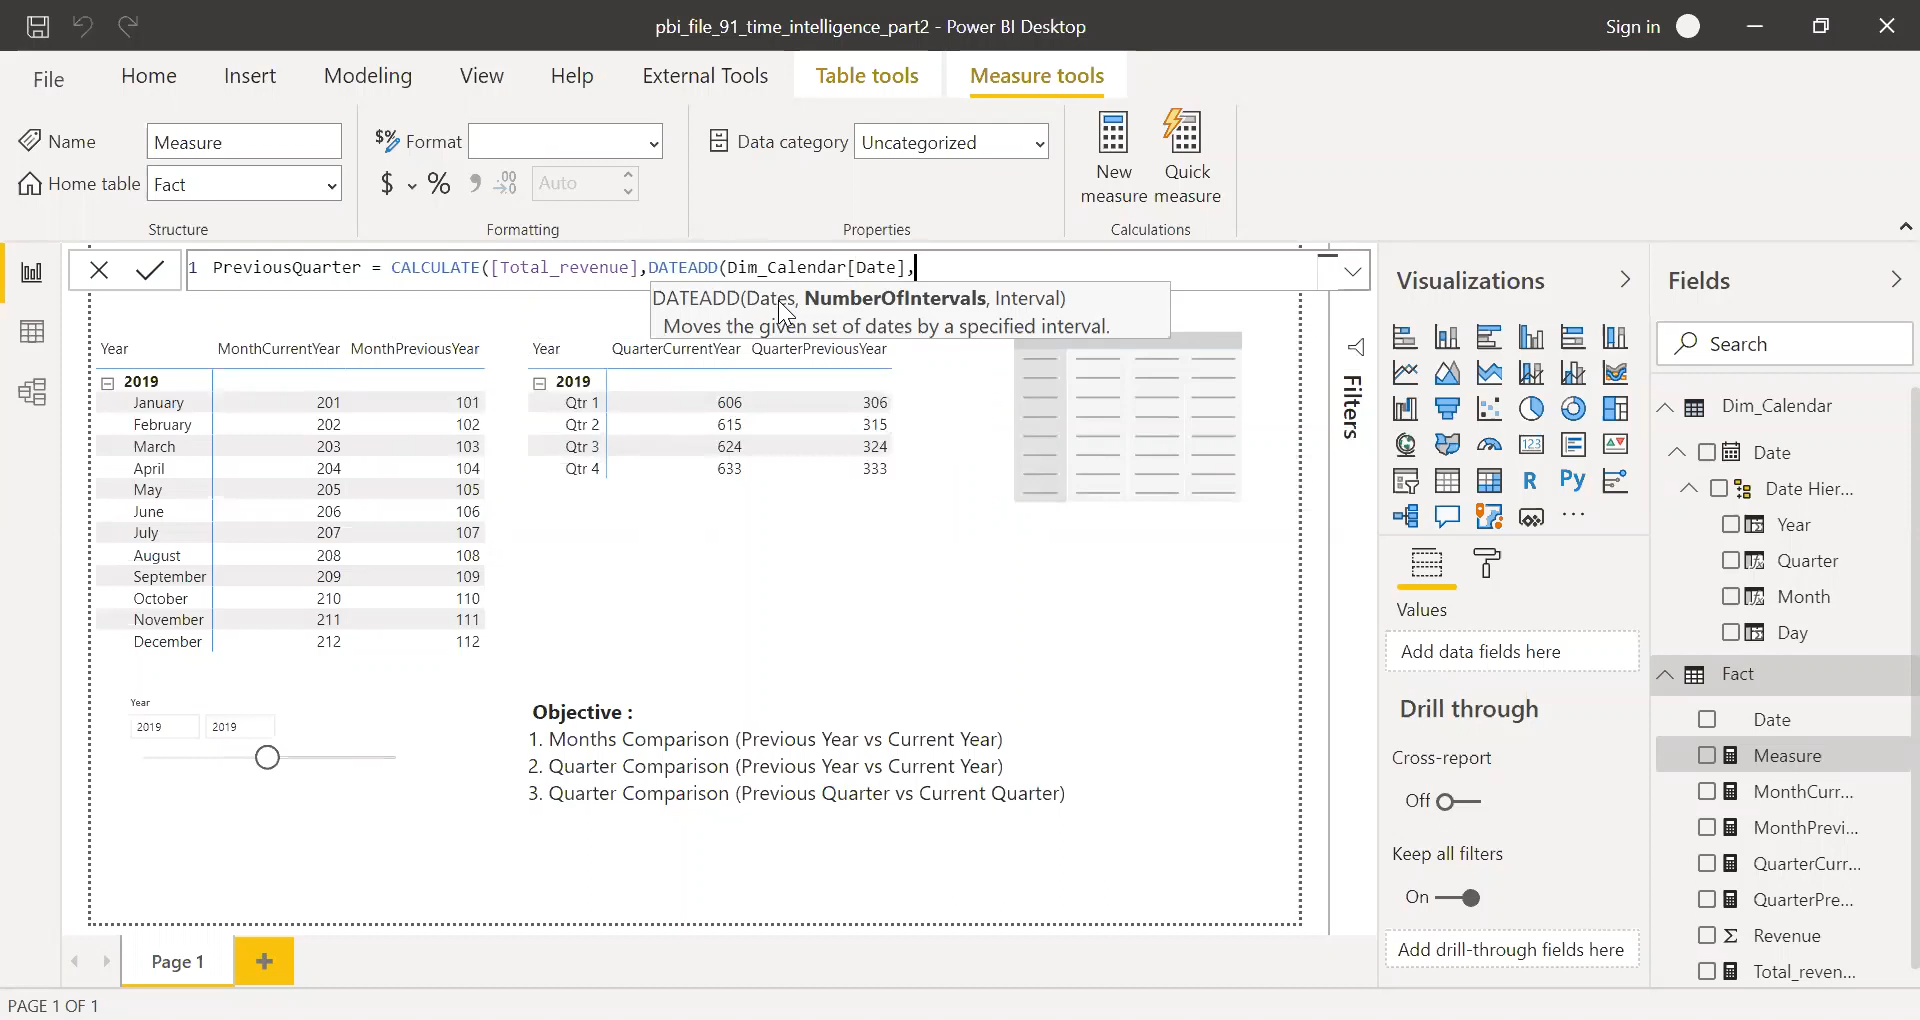 pbi_file_91_time_intelligence_part2 - Power BI Desktop
Sign in
File Home Insert Modeling View Help External Tools Table tools Measure tools
Name Measure
Home table Fact
Structure
$% Format
$ % 9 .00 Auto
Formatting
Data category Uncategorized
Properties
New measure
Quick measure
Calculations
1 PreviousQuarter = CALCULATE([Total_revenue],DATEADD(Dim_Calendar[Date],
DATEADD(Dates, NumberOfIntervals, Interval)
Moves the given set of dates by a specified interval.
Year MonthCurrentYear MonthPreviousYear
2019
January 201 101
February 202 102
March 203 103
April 204 104
May 205 105
June 206 106
July 207 107
August 208 108
September 209 109
October 210 110
November 211 111
December 212 112
Year QuarterCurrentYear QuarterPreviousYear
2019
Qtr 1 606 306
Qtr 2 615 315
Qtr 3 624 324
Qtr 4 633 333
Year
2019 2019
Objective :
1. Months Comparison (Previous Year vs Current Year)
2. Quarter Comparison (Previous Year vs Current Year)
3. Quarter Comparison (Previous Quarter vs Current Quarter)
Filters
Visualizations
R Py
123
...
Values
Add data fields here
Drill through
Cross-report
Off
Keep all filters
On
Add drill-through fields here
Fields
Search
Dim_Calendar
Date
Date Hier...
Year
Quarter
Month
Day
Fact
Date
Measure
MonthCurr...
MonthPrevi...
QuarterCurr...
QuarterPre...
Σ Revenue
Total_reven...
Page 1
PAGE 1 OF 1